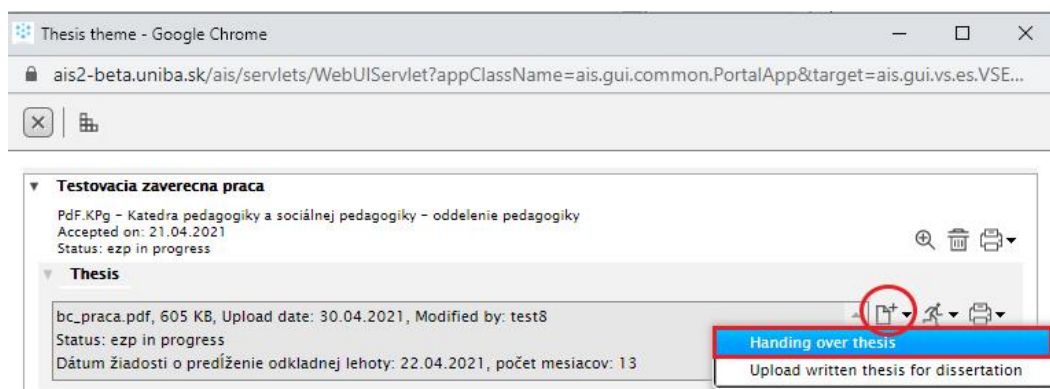 Thesis theme - Google Chrome
ais2-beta.uniba.sk/ais/servlets/WebUIServlet?appClassName=ais.gui.common.PortalApp&target=ais.gui.vs.es.VSE...
Testovacia zaverecna praca
PdF.KPg - Katedra pedagogiky a sociálnej pedagogiky - oddelenie pedagogiky
Accepted on: 21.04.2021
Status: ezp in progress
Thesis
bc_praca.pdf, 605 KB, Upload date: 30.04.2021, Modified by: test8
Status: ezp in progress
Dátum žiadosti o predĺženie odkladnej lehoty: 22.04.2021, počet mesiacov: 13
Handing over thesis
Upload written thesis for dissertation